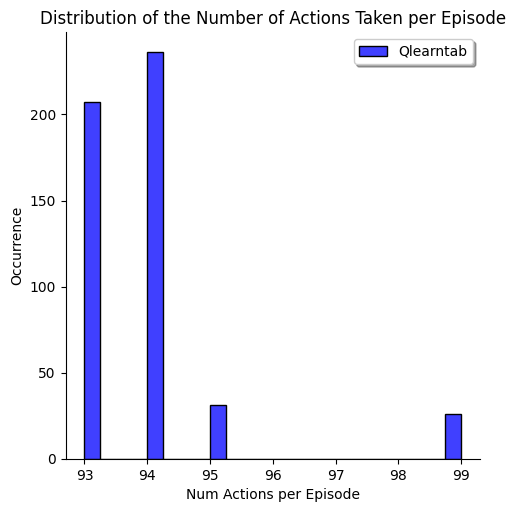 Distribution of the Number of Actions Taken per Episode
Qlearntab
Occurrence
200
150
100
50
0
93 94 95 96 97 98 99
Num Actions per Episode